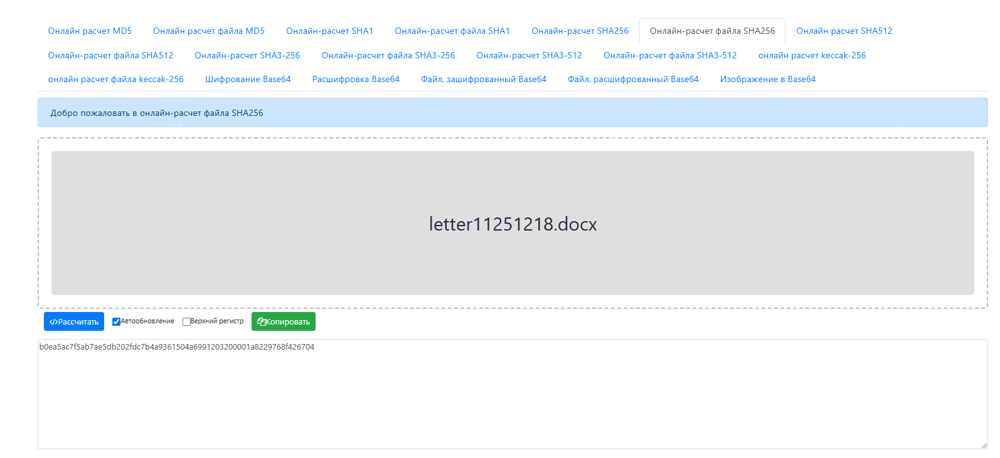 Онлайн расчет MD5 Онлайн расчет файла MD5 Онлайн-расчет SHA1 Онлайн-расчет файла SHA1 Онлайн-расчет SHA256 Онлайн-расчет файла SHA256 Онлайн расчет SHA512
Онлайн-расчет файла SHA512 Онлайн-расчет SHA3-256 Онлайн-расчет файла SHA3-256 Онлайн-расчет SHA3-512 Онлайн-расчет файла SHA3-512 онлайн расчет keccak-256
онлайн расчет файла keccak-256 Шифрование Base64 Расшифровка Base64 Файл, зашифрованный Base64 Файл, расшифрованный Base64 Изображение в Base64
Добро пожаловать в онлайн-расчет файла SHA256
letter11251218.docx
</>Рассчитать Автообновление Верхний регистр Копировать
b0ea5ac7f5ab7ae5db202fdc7b4a9361504a6991203200001a8229768f426704